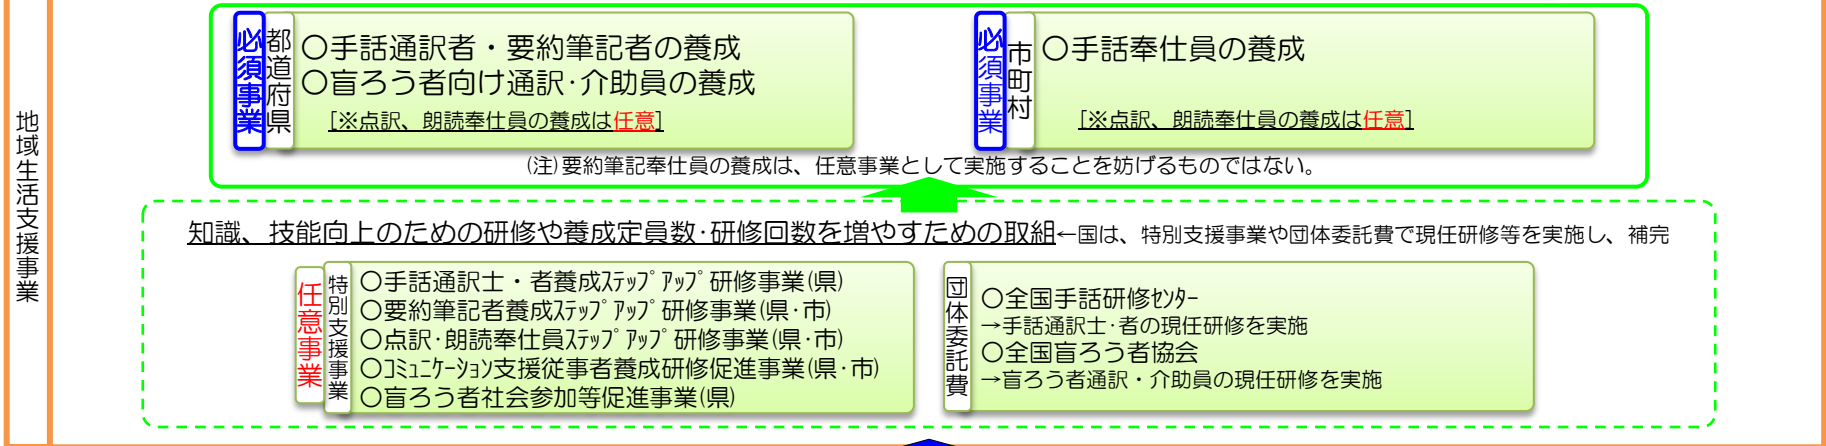 地域生活支援事業
必須事業
都道府県
○手話通訳者・要約筆記者の養成
○盲ろう者向け通訳･介助員の養成
[※点訳、朗読奉仕員の養成は任意]
必須事業
市町村
○手話奉仕員の養成
[※点訳、朗読奉仕員の養成は任意]
(注)要約筆記奉仕員の養成は、任意事業として実施することを妨げるものではない。
知識、技能向上のための研修や養成定員数･研修回数を増やすための取組←国は、特別支援事業や団体委託費で現任研修等を実施し、補完
任意事業
特別支援事業
○手話通訳士・者養成ｽﾃｯﾌﾟｱｯﾌﾟ研修事業(県)
○要約筆記者養成ｽﾃｯﾌﾟｱｯﾌﾟ研修事業(県･市)
○点訳･朗読奉仕員ｽﾃｯﾌﾟｱｯﾌﾟ研修事業(県･市)
○ｺﾐｭﾆｹｰｼｮﾝ支援従事者養成研修促進事業(県･市)
○盲ろう者社会参加等促進事業(県)
団体委託費
○全国手話研修ｾﾝﾀｰ
→手話通訳士･者の現任研修を実施
○全国盲ろう者協会
→盲ろう者通訳・介助員の現任研修を実施